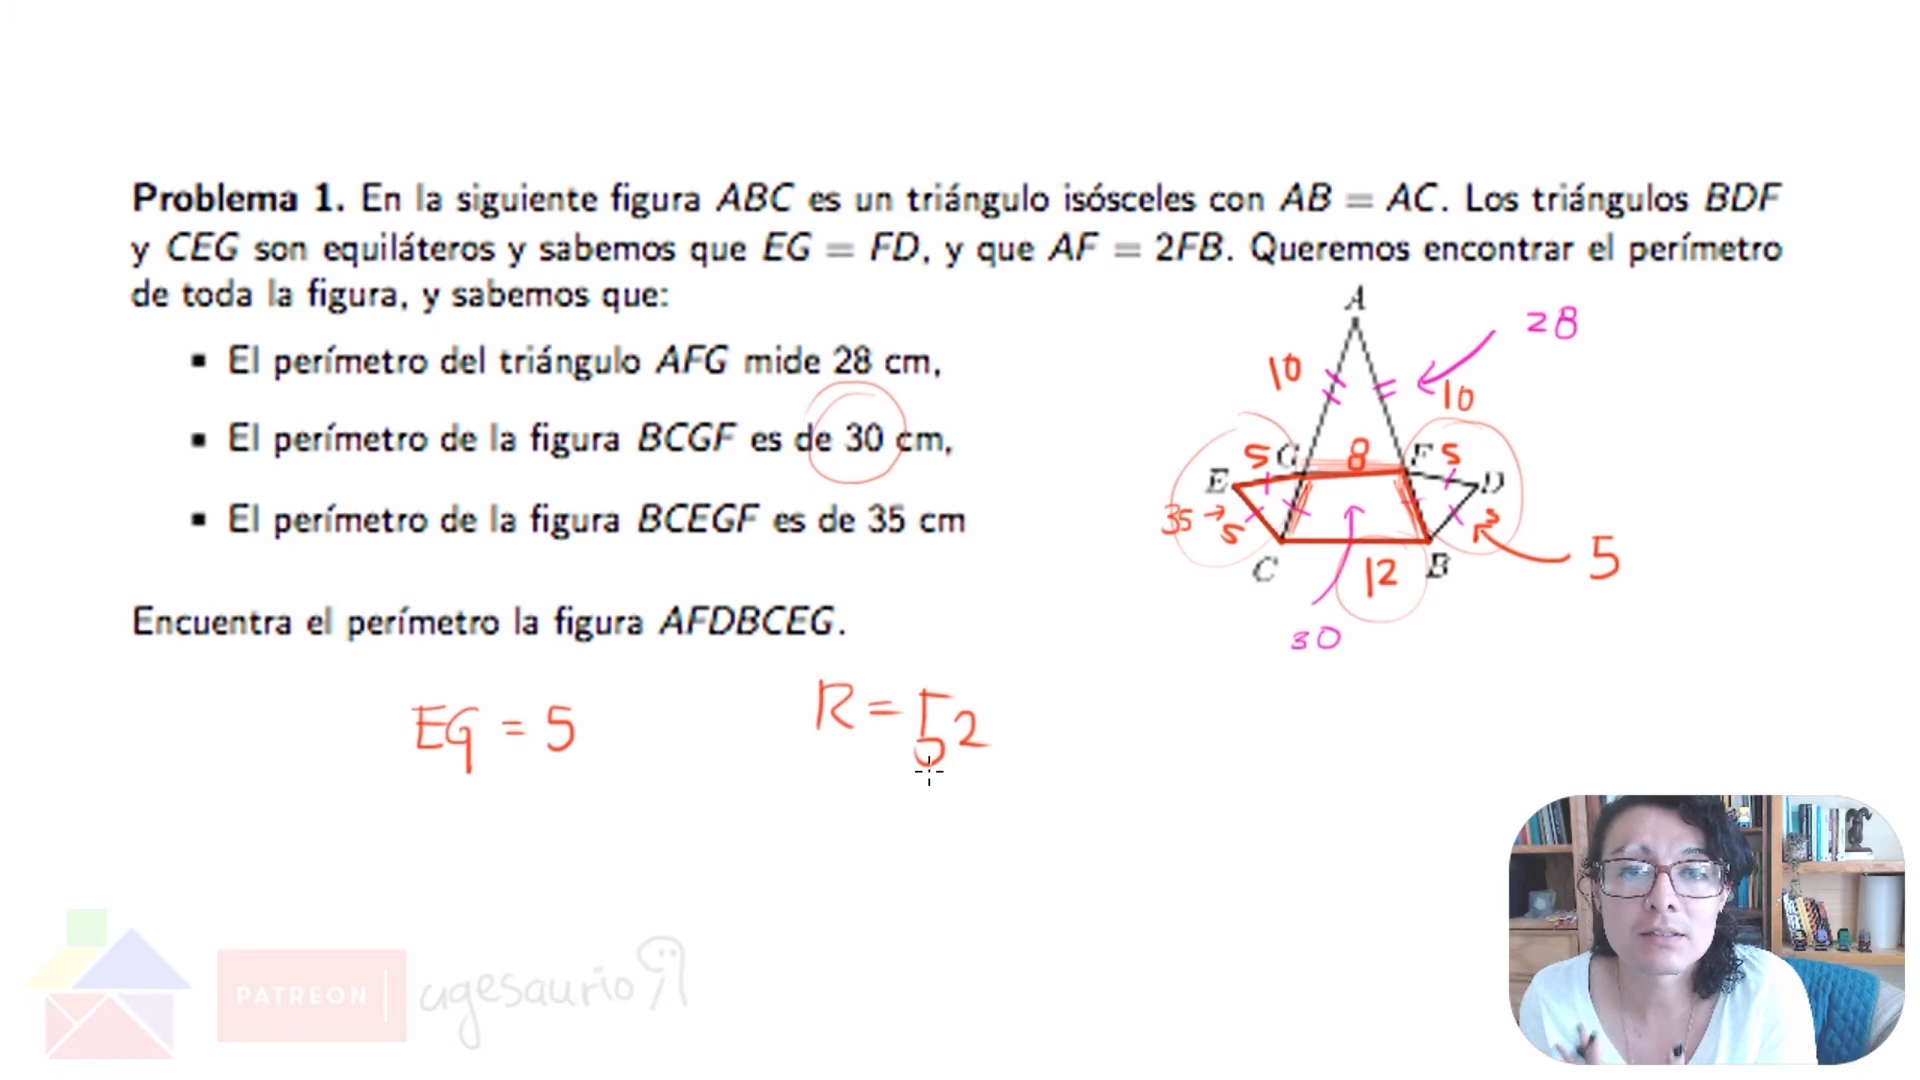 Problema 1. En la siguiente figura ABC es un triángulo isósceles con AB = AC. Los triángulos BDF
y CEG son equiláteros y sabemos que EG = FD, y que AF = 2FB. Queremos encontrar el perímetro
de toda la figura, y sabemos que:
▪ El perímetro del triángulo AFG mide 28 cm,
▪ El perímetro de la figura BCGF es de 30 cm,
▪ El perímetro de la figura BCEGF es de 35 cm
Encuentra el perímetro la figura AFDBCEG.
A
28
10
10
5 G 8 F 5
E D
35 5
5
C 12 B
30
EG = 5
R = 52
PATREON
agesaurio